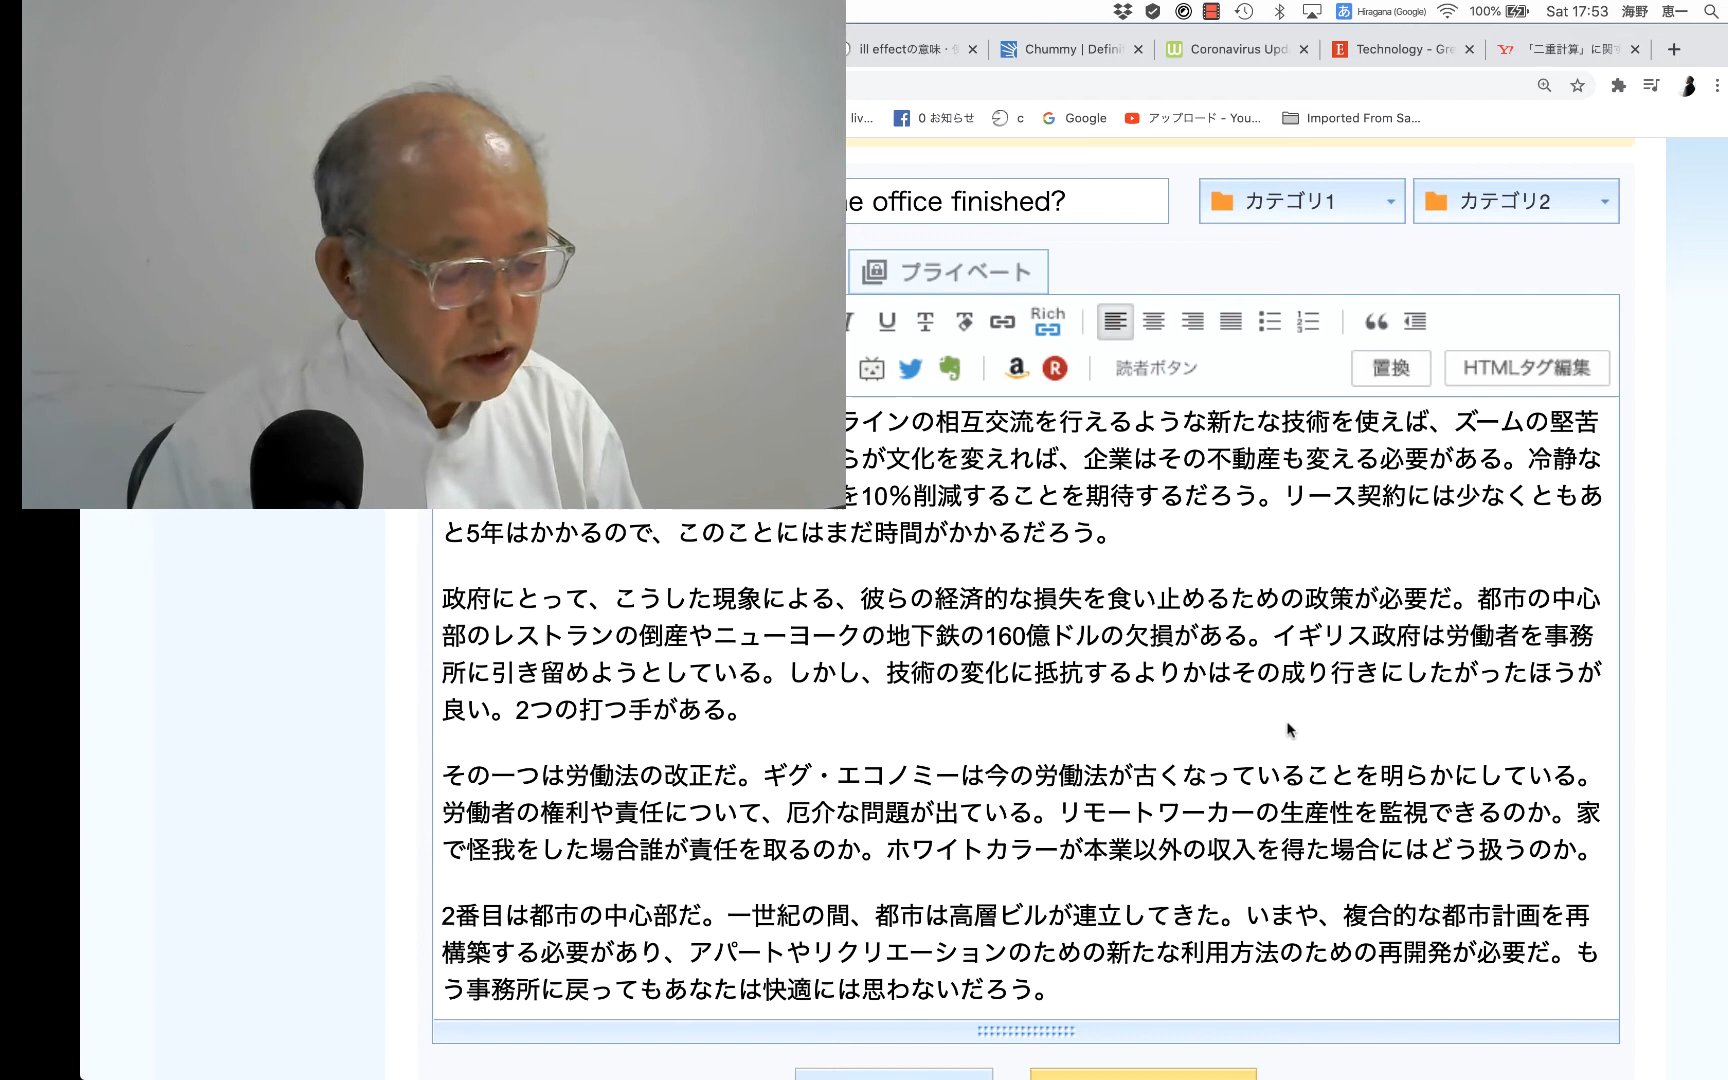 Hiragana (Google) 100% Sat 17:53 海野 恵一
ill effectの意味・ Chummy | Defini Coronavirus Upd Technology - Gre 「二重計算」に関
liv... 0 お知らせ c Google アップロード - You... Imported From Sa...
e office finished? カテゴリ1 カテゴリ2
プライベート
U T Rich
a R 読者ボタン 置換 HTMLタグ編集
ラインの相互交流を行えるような新たな技術を使えば、ズームの堅苦
らが文化を変えれば、企業はその不動産も変える必要がある。冷静な
を10%削減することを期待するだろう。リース契約には少なくともあ
と5年はかかるので、このことにはまだ時間がかかるだろう。
政府にとって、こうした現象による、彼らの経済的な損失を食い止めるための政策が必要だ。都市の中心
部のレストランの倒産やニューヨークの地下鉄の160億ドルの欠損がある。イギリス政府は労働者を事務
所に引き留めようとしている。しかし、技術の変化に抵抗するよりかはその成り行きにしたがったほうが
良い。2つの打つ手がある。
その一つは労働法の改正だ。ギグ・エコノミーは今の労働法が古くなっていることを明らかにしている。
労働者の権利や責任について、厄介な問題が出ている。リモートワーカーの生産性を監視できるのか。家
で怪我をした場合誰が責任を取るのか。ホワイトカラーが本業以外の収入を得た場合にはどう扱うのか。
2番目は都市の中心部だ。一世紀の間、都市は高層ビルが連立してきた。いまや、複合的な都市計画を再
構築する必要があり、アパートやリクリエーションのための新たな利用方法のための再開発が必要だ。も
う事務所に戻ってもあなたは快適には思わないだろう。